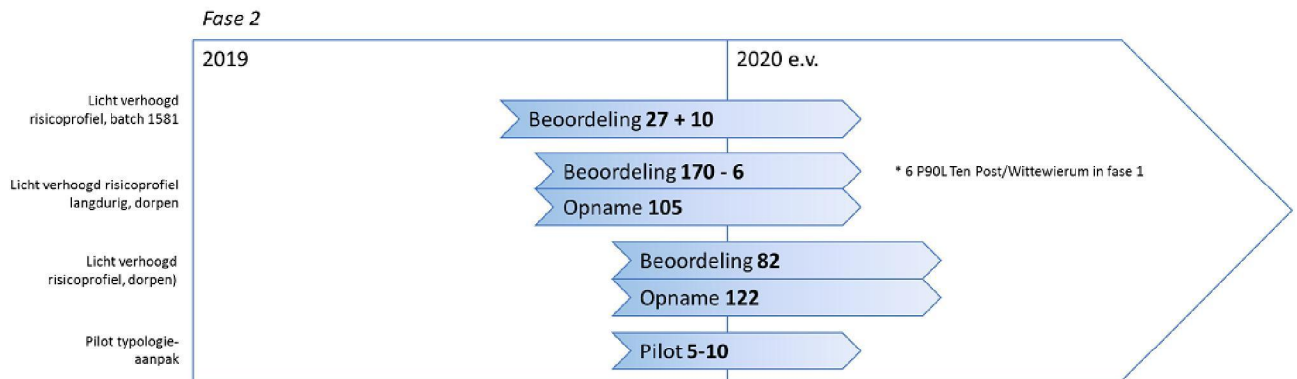 Fase 2
2019
2020 e.v.
Licht verhoogd
risicoprofiel, batch 1581
Beoordeling 27 + 10
Licht verhoogd risicoprofiel
langdurig, dorpen
Beoordeling 170 - 6
* 6 P90L Ten Post/Wittewierum in fase 1
Opname 105
Licht verhoogd
risicoprofiel, dorpen)
Beoordeling 82
Opname 122
Pilot typologie-
aanpak
Pilot 5-10